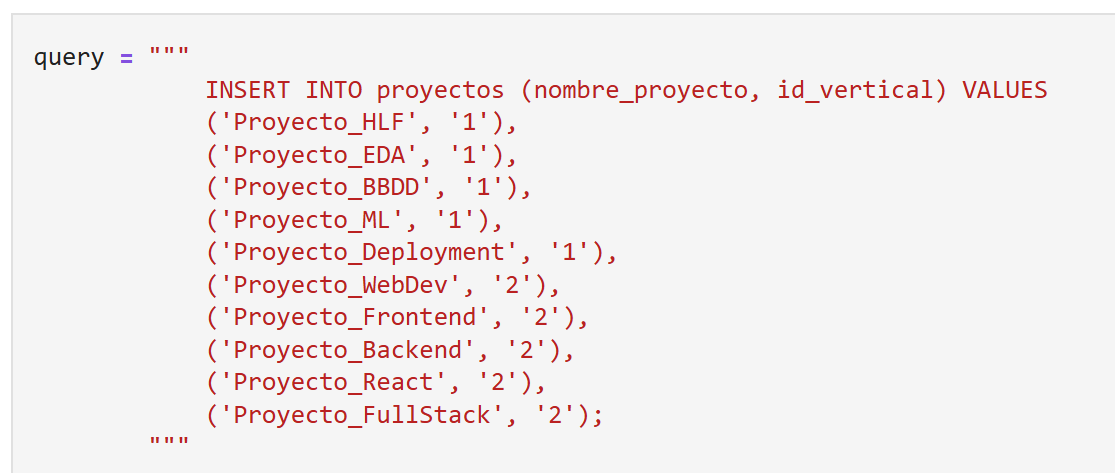 query = """
INSERT INTO proyectos (nombre_proyecto, id_vertical) VALUES
('Proyecto_HLF', '1'),
('Proyecto_EDA', '1'),
('Proyecto_BBDD', '1'),
('Proyecto_ML', '1'),
('Proyecto_Deployment', '1'),
('Proyecto_WebDev', '2'),
('Proyecto_Frontend', '2'),
('Proyecto_Backend', '2'),
('Proyecto_React', '2'),
('Proyecto_FullStack', '2');
"""